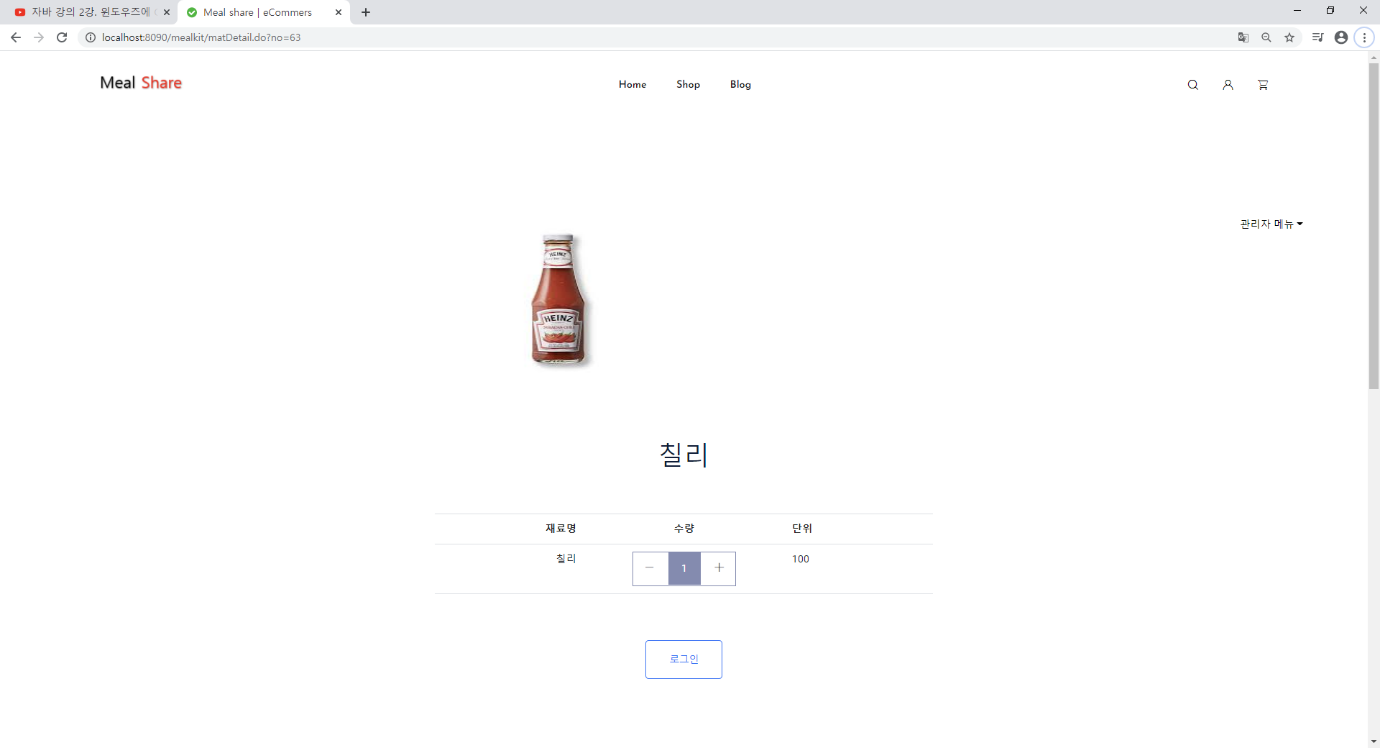 자바 강의 2강. 윈도우즈에
Meal share | eCommers
localhost:8090/mealkit/matDetail.do?no=63
Meal Share
Home
Shop
Blog
관리자 메뉴
HEINZ
HEINZ
칠리
재료명 수량 단위
칠리 1 100
로그인